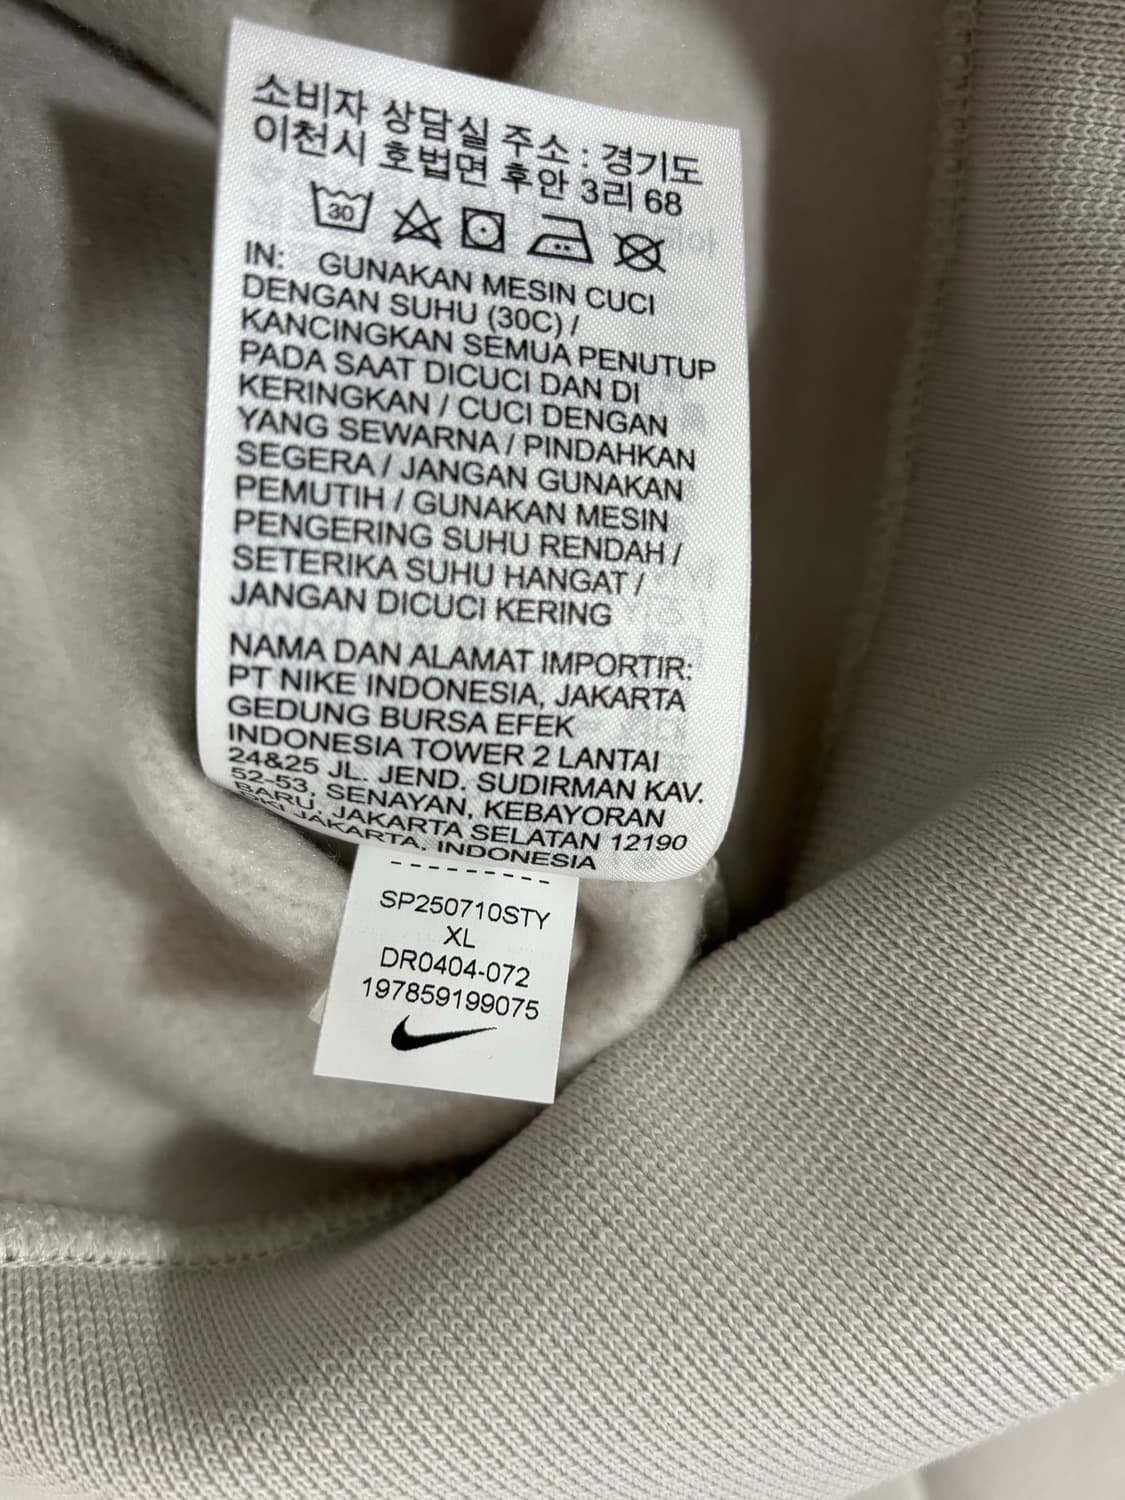 소비자 상담실 주소 : 경기도
이천시 호법면 후안 3리 68
30
IN: GUNAKAN MESIN CUCI
DENGAN SUHU (30C) /
KANCINGKAN SEMUA PENUTUP
PADA SAAT DICUCI DAN DI
KERINGKAN / CUCI DENGAN
YANG SEWARNA / PINDAHKAN
SEGERA / JANGAN GUNAKAN
PEMUTIH / GUNAKAN MESIN
PENGERING SUHU RENDAH /
SETERIKA SUHU HANGAT /
JANGAN DICUCI KERING
NAMA DAN ALAMAT IMPORTIR:
PT NIKE INDONESIA, JAKARTA
GEDUNG BURSA EFEK
INDONESIA TOWER 2 LANTAI
24&25 JL. JEND. SUDIRMAN KAV.
52-53, SENAYAN, KEBAYORAN
BARU, JAKARTA SELATAN 12190
DKI JAKARTA, INDONESIA
SP250710STY
XL
DR0404-072
197859199075